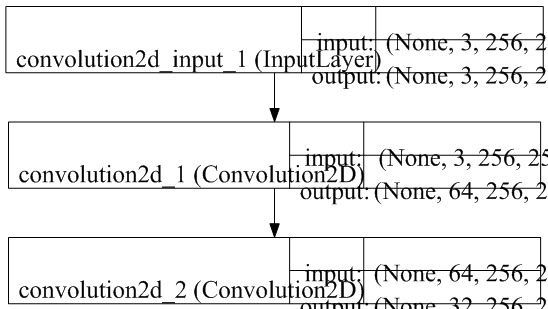 input: (None, 3, 256, 2
convolution2d_input_1 (InputLayer)
output: (None, 3, 256, 2
input: (None, 3, 256, 25
convolution2d_1 (Convolution2D)
output: (None, 64, 256, 2
input: (None, 64, 256, 2
convolution2d_2 (Convolution2D)
output: (None, 32, 256, 2